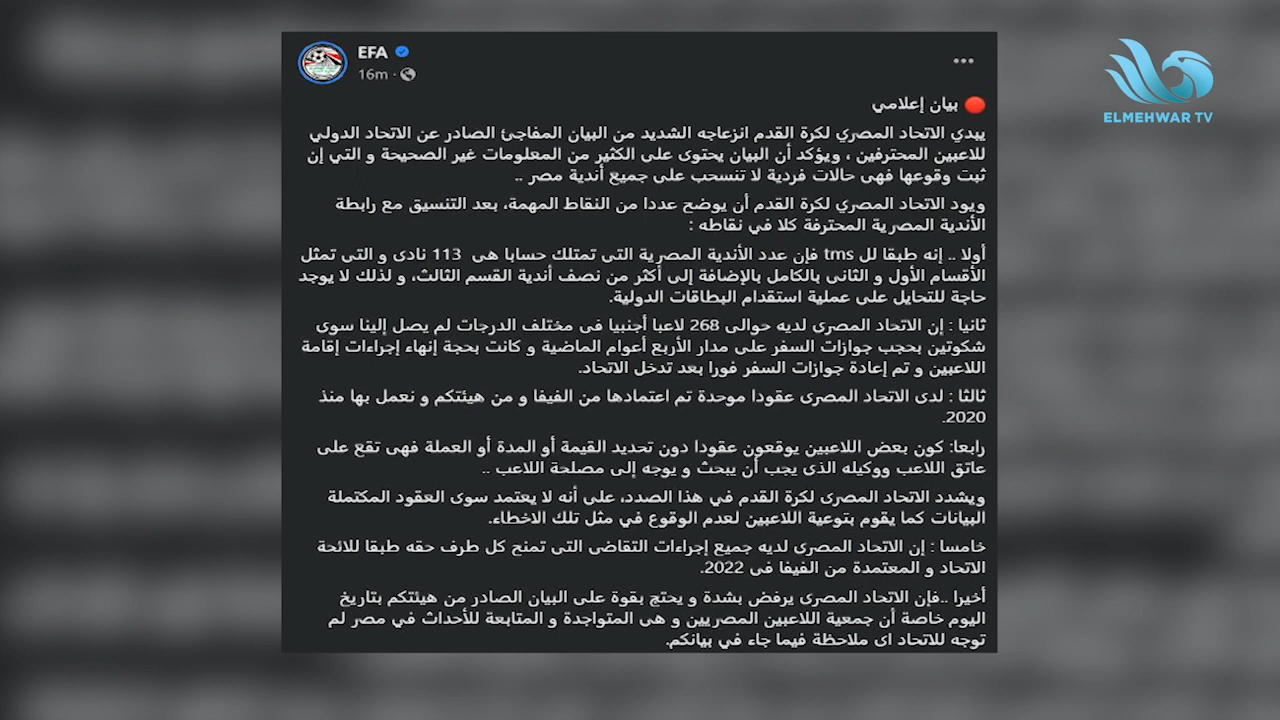 EFA
16m ·
ELMEHWAR TV
بيان إعلامي
يبدي الاتحاد المصري لكرة القدم انزعاجه الشديد من البيان المفاجئ الصادر عن الاتحاد الدولي
للاعبين المحترفين ، ويؤكد أن البيان يحتوى على الكثير من المعلومات غير الصحيحة و التي إن
ثبت وقوعها فهى حالات فردية لا تنسحب على جميع أندية مصر ..
ويود الاتحاد المصري لكرة القدم أن يوضح عددا من النقاط المهمة، بعد التنسيق مع رابطة
الأندية المصرية المحترفة كلا في نقاطه :
أولا .. إنه طبقا لل tms فإن عدد الأندية المصرية التى تمتلك حسابا هى 113 نادى و التى تمثل
الأقسام الأول و الثانى بالكامل بالإضافة إلى أكثر من نصف أندية القسم الثالث، و لذلك لا يوجد
حاجة للتحايل على عملية استقدام البطاقات الدولية.
ثانيا : إن الاتحاد المصرى لديه حوالى 268 لاعبا أجنبيا فى مختلف الدرجات لم يصل إلينا سوى
شكوتين بحجب جوازات السفر على مدار الأربع أعوام الماضية و كانت بحجة إنهاء إجراءات إقامة
اللاعبين و تم إعادة جوازات السفر فورا بعد تدخل الاتحاد.
ثالثا : لدى الاتحاد المصرى عقودا موحدة تم اعتمادها من الفيفا و من هيئتكم و نعمل بها منذ
2020.
رابعا: كون بعض اللاعبين يوقعون عقودا دون تحديد القيمة أو المدة أو العملة فهى تقع على
عاتق اللاعب ووكيله الذى يجب أن يبحث و يوجه إلى مصلحة اللاعب ..
ويشدد الاتحاد المصرى لكرة القدم في هذا الصدد، على أنه لا يعتمد سوى العقود المكتملة
البيانات كما يقوم بتوعية اللاعبين لعدم الوقوع في مثل تلك الاخطاء.
خامسا : إن الاتحاد المصرى لديه جميع إجراءات التقاضى التى تمنح كل طرف حقه طبقا للائحة
الاتحاد و المعتمدة من الفيفا فى 2022.
أخيرا ..فإن الاتحاد المصرى يرفض بشدة و يحتج بقوة على البيان الصادر من هيئتكم بتاريخ
اليوم خاصة أن جمعية اللاعبين المصريين و هى المتواجدة و المتابعة للأحداث في مصر لم
توجه للاتحاد اى ملاحظة فيما جاء في بيانكم.